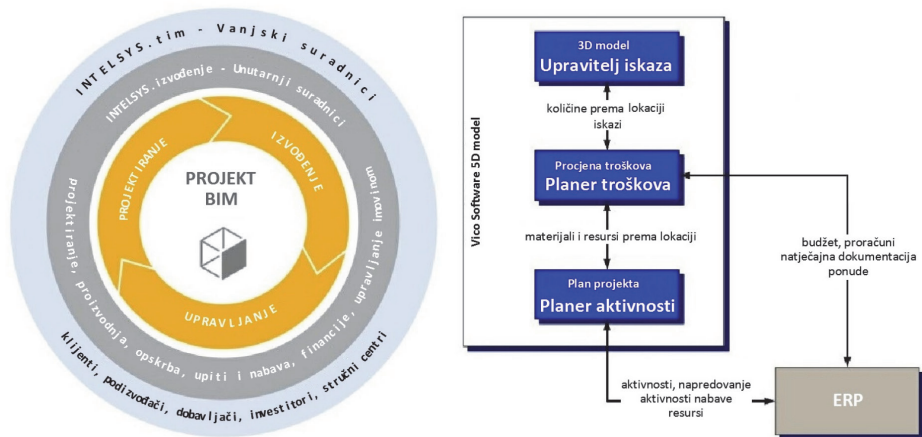 INTELSYS.tim - Vanjski suradnici
INTELSYS.izvođenje - Unutarnji suradnici
PROJEKTIRANJE
IZVOĐENJE
PROJEKT
BIM
UPRAVLJANJE
projektiranje, proizvodnja, opskrba, upiti i nabava, financije, upravljanje imovinom
klijenti, podizvođači, dobavljači, investitori, stručni centri
Vico Software 5D model
3D model
Upravitelj iskaza
količine prema lokaciji
iskazi
Procjena troškova
Planer troškova
materijali i resursi prema lokaciji
Plan projekta
Planer aktivnosti
budžet, proračuni
natječajna dokumentacija
ponude
aktivnosti, napredovanje
aktivnosti nabave
resursi
ERP